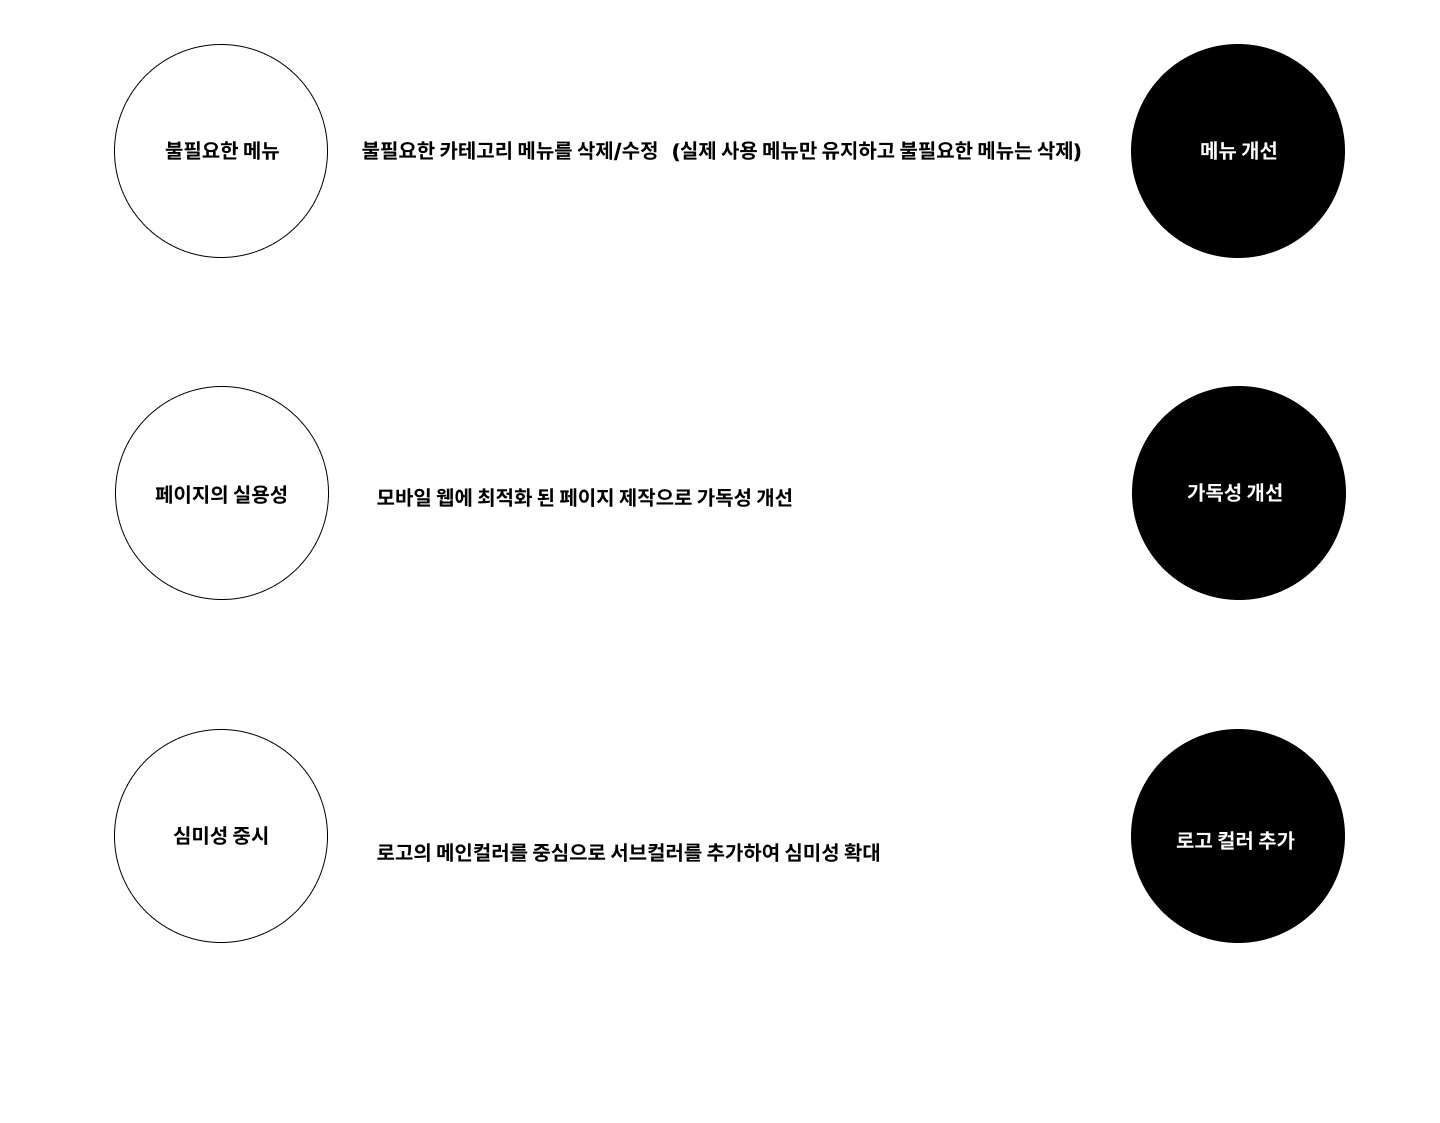 불필요한 메뉴
불필요한 카테고리 메뉴를 삭제/수정 (실제 사용 메뉴만 유지하고 불필요한 메뉴는 삭제)
메뉴 개선
페이지의 실용성
모바일 웹에 최적화 된 페이지 제작으로 가독성 개선
가독성 개선
심미성 중시
로고의 메인컬러를 중심으로 서브컬러를 추가하여 심미성 확대
로고 컬러 추가